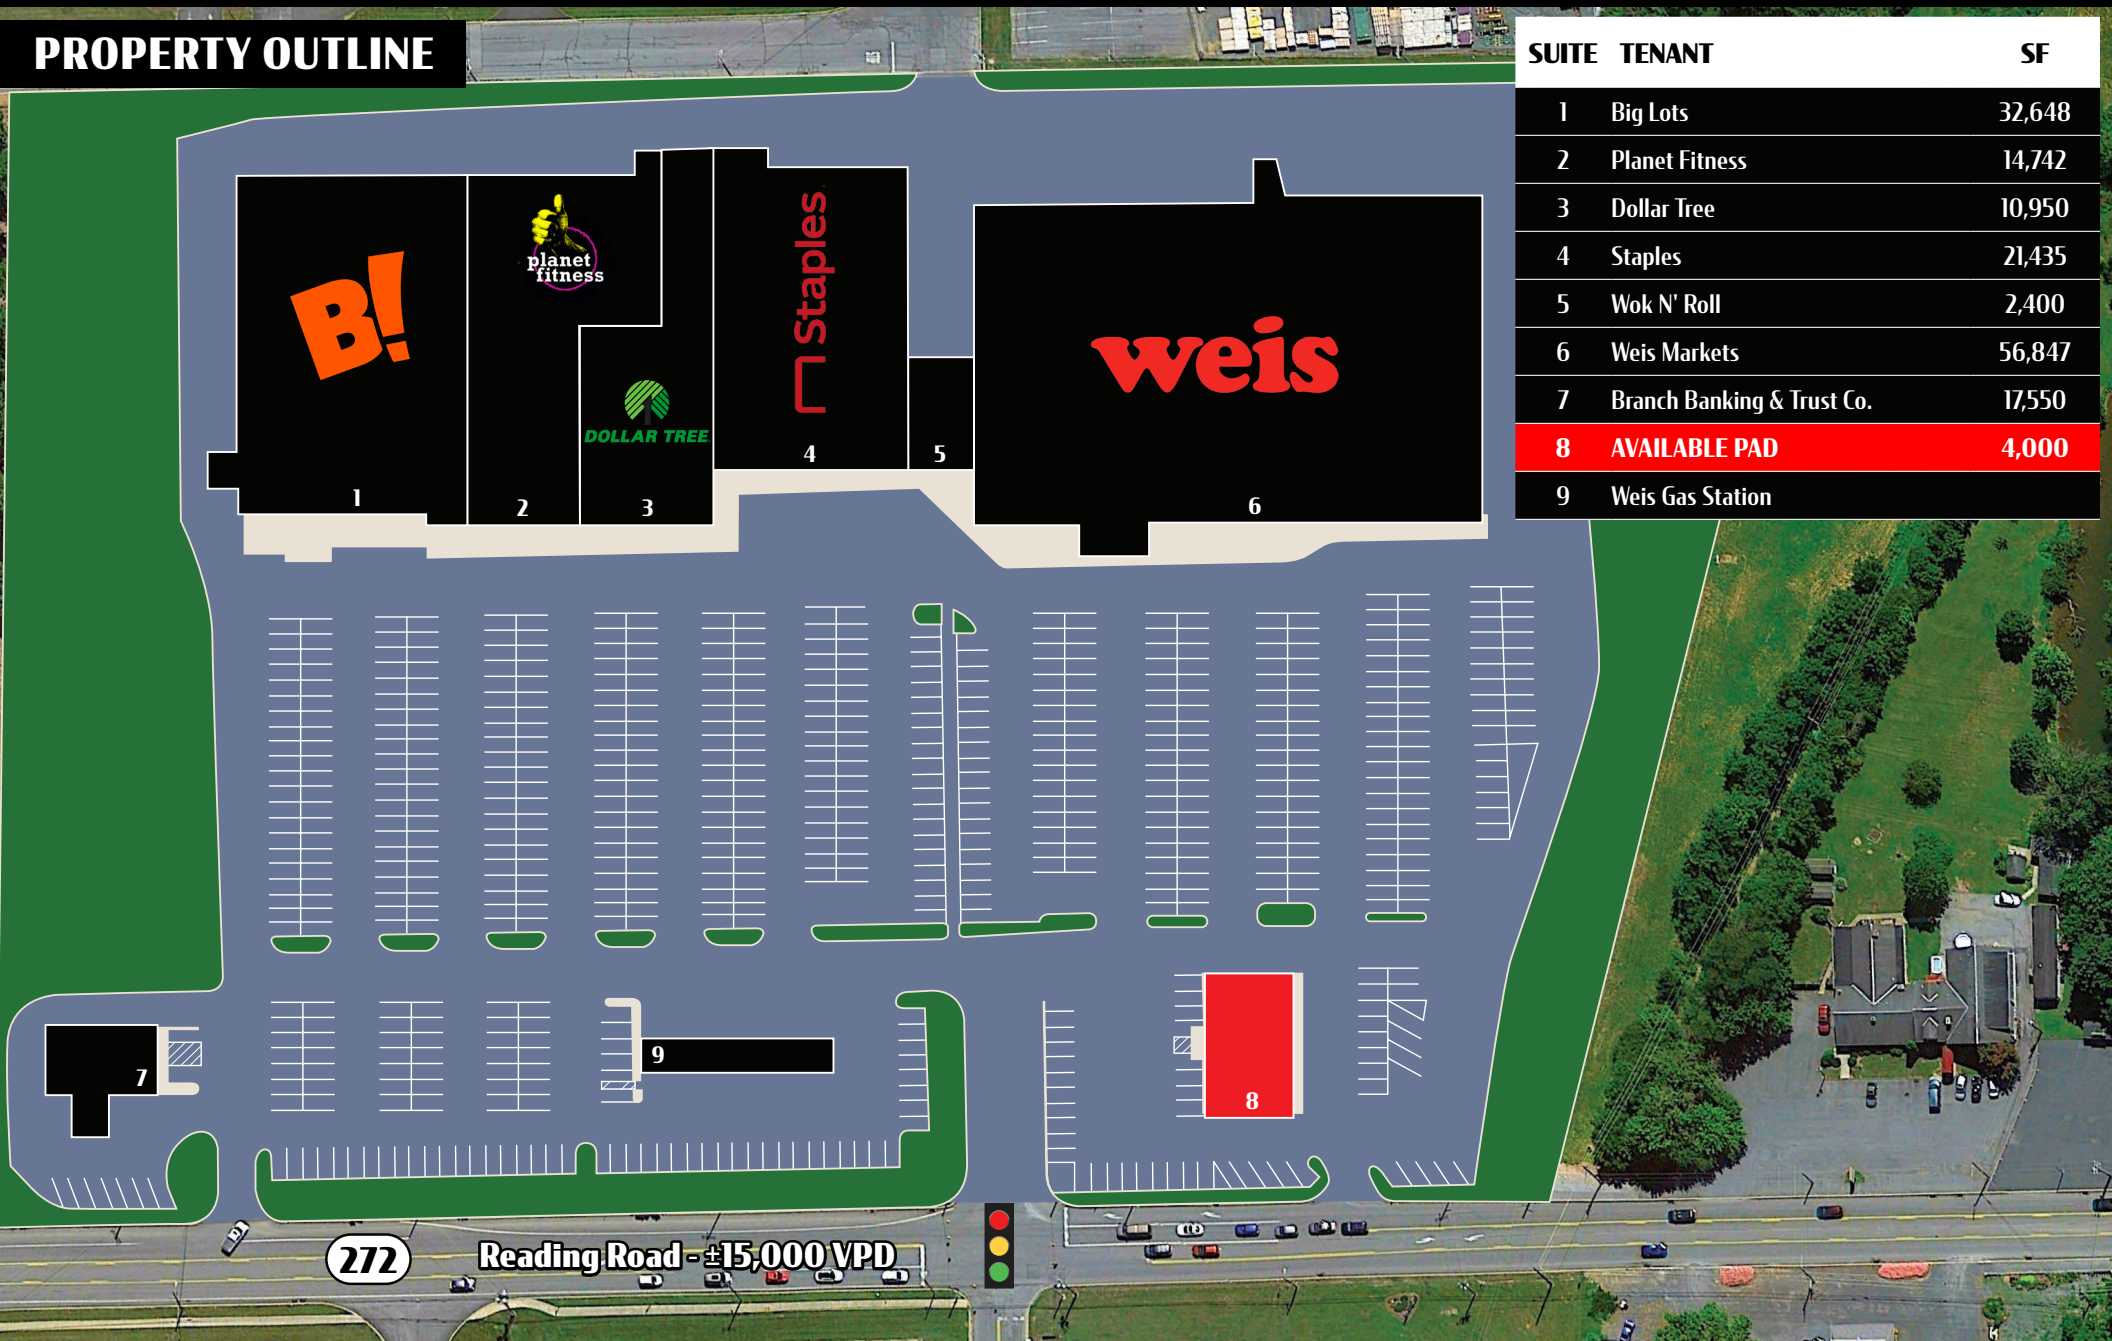 PROPERTY OUTLINE
SUITE TENANT SF
1 Big Lots 32,648
2 Planet Fitness 14,742
3 Dollar Tree 10,950
4 Staples 21,435
5 Wok N' Roll 2,400
6 Weis Markets 56,847
7 Branch Banking & Trust Co. 17,550
8 AVAILABLE PAD 4,000
9 Weis Gas Station
B!
planet
fitness
DOLLAR TREE
Staples
weis
1
2
3
4
5
6
7
9
8
272
Reading Road - ±15,000 VPD